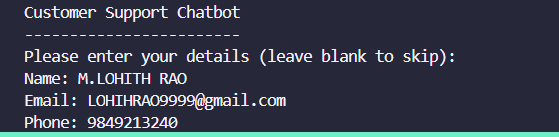 Customer Support Chatbot
------------------------
Please enter your details (leave blank to skip):
Name: M.LOHITH RAO
Email: LOHIHRAO9999@gmail.com
Phone: 9849213240